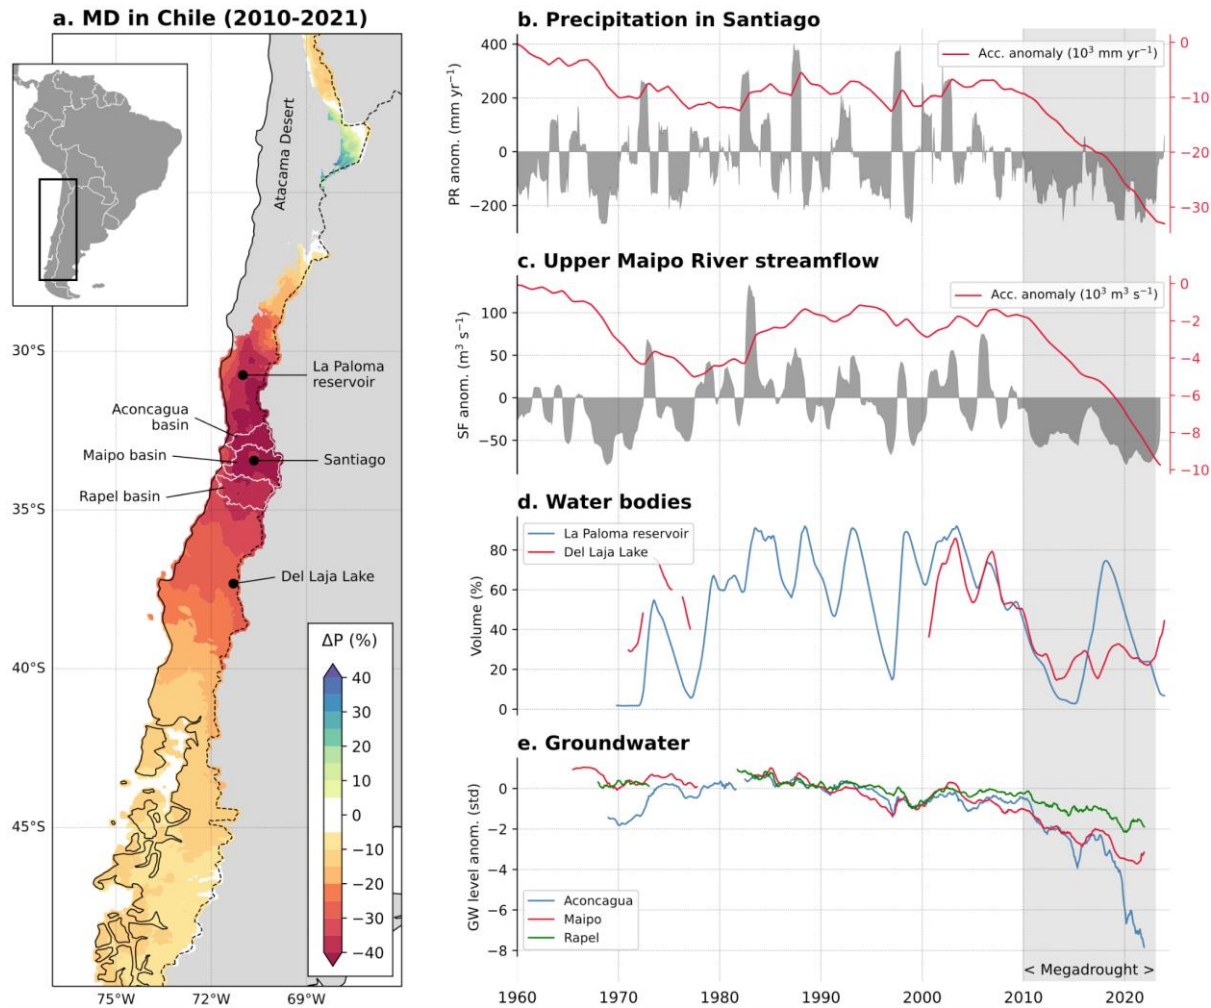 a. MD in Chile (2010-2021)
Atacama Desert
30°S
35°S
40°S
45°S
La Paloma
reservoir
Aconcagua
basin
Maipo basin
Santiago
Rapel basin
Del Laja Lake
ΔP (%)
40
30
20
10
0
−10
−20
−30
−40
75°W
72°W
69°W
b. Precipitation in Santiago
PR anom. (mm yr⁻¹)
400
200
0
−200
Acc. anomaly (10³ mm yr⁻¹)
0
−10
−20
−30
c. Upper Maipo River streamflow
SF anom. (m³ s⁻¹)
100
50
0
−50
Acc. anomaly (10³ m³ s⁻¹)
0
−2
−4
−6
−8
−10
d. Water bodies
Volume (%)
80
60
40
20
0
La Paloma reservoir
Del Laja Lake
e. Groundwater
GW level anom. (std)
0
−2
−4
−6
−8
Aconcagua
Maipo
Rapel
< Megadrought >
1960
1970
1980
1990
2000
2010
2020